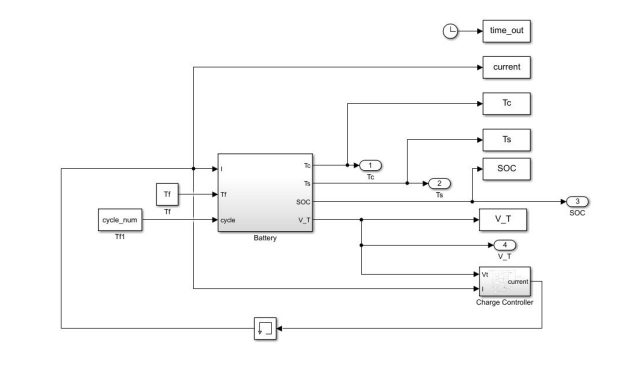 time_out
current
Tc
Ts
SOC
I
Tc
1
Tc
Ts
2
Ts
Tf
Tf
Tf
SOC
3
SOC
cycle_num
Tf1
cycle
V_T
V_T
Battery
4
V_T
Vt
current
I
Charge Controller